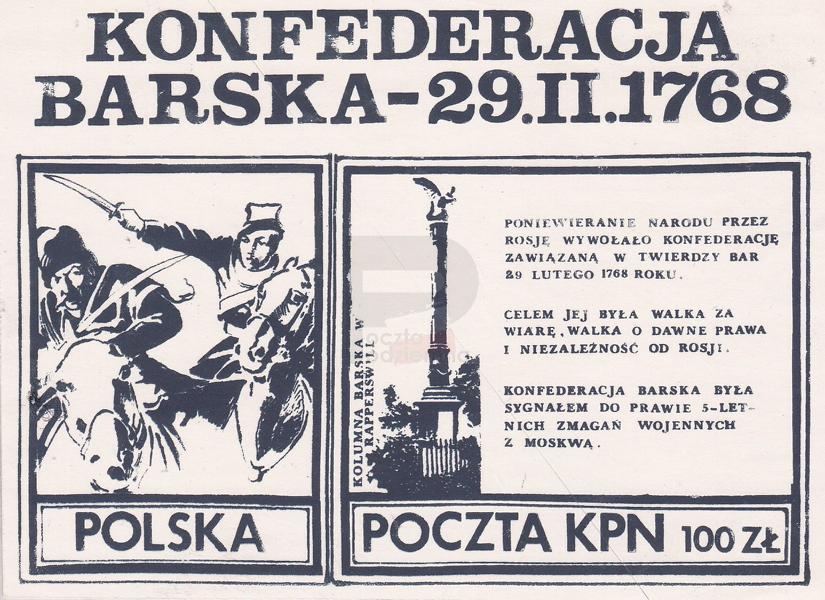 KONFEDERACJA
BARSKA-29.II.1768
PONIEWIERANIE NARODU PRZEZ
ROSJĘ WYWOŁAŁO KONFEDERACJĘ
ZAWIĄZANĄ W TWIERDZY BAR
29 LUTEGO 1768 ROKU.
CELEM JEJ BYŁA WALKA ZA
WIARĘ, WALKA O DAWNE PRAWA
I NIEZALEŻNOŚĆ OD ROSJI.
KONFEDERACJA BARSKA BYŁA
SYGNAŁEM DO PRAWIE 5-LET-
NICH ZMAGAŃ WOJENNYCH
Z MOSKWĄ.
KOLUMNA BARSKA W
RAPPERSWILL
POLSKA
POCZTA KPN 100 ZŁ